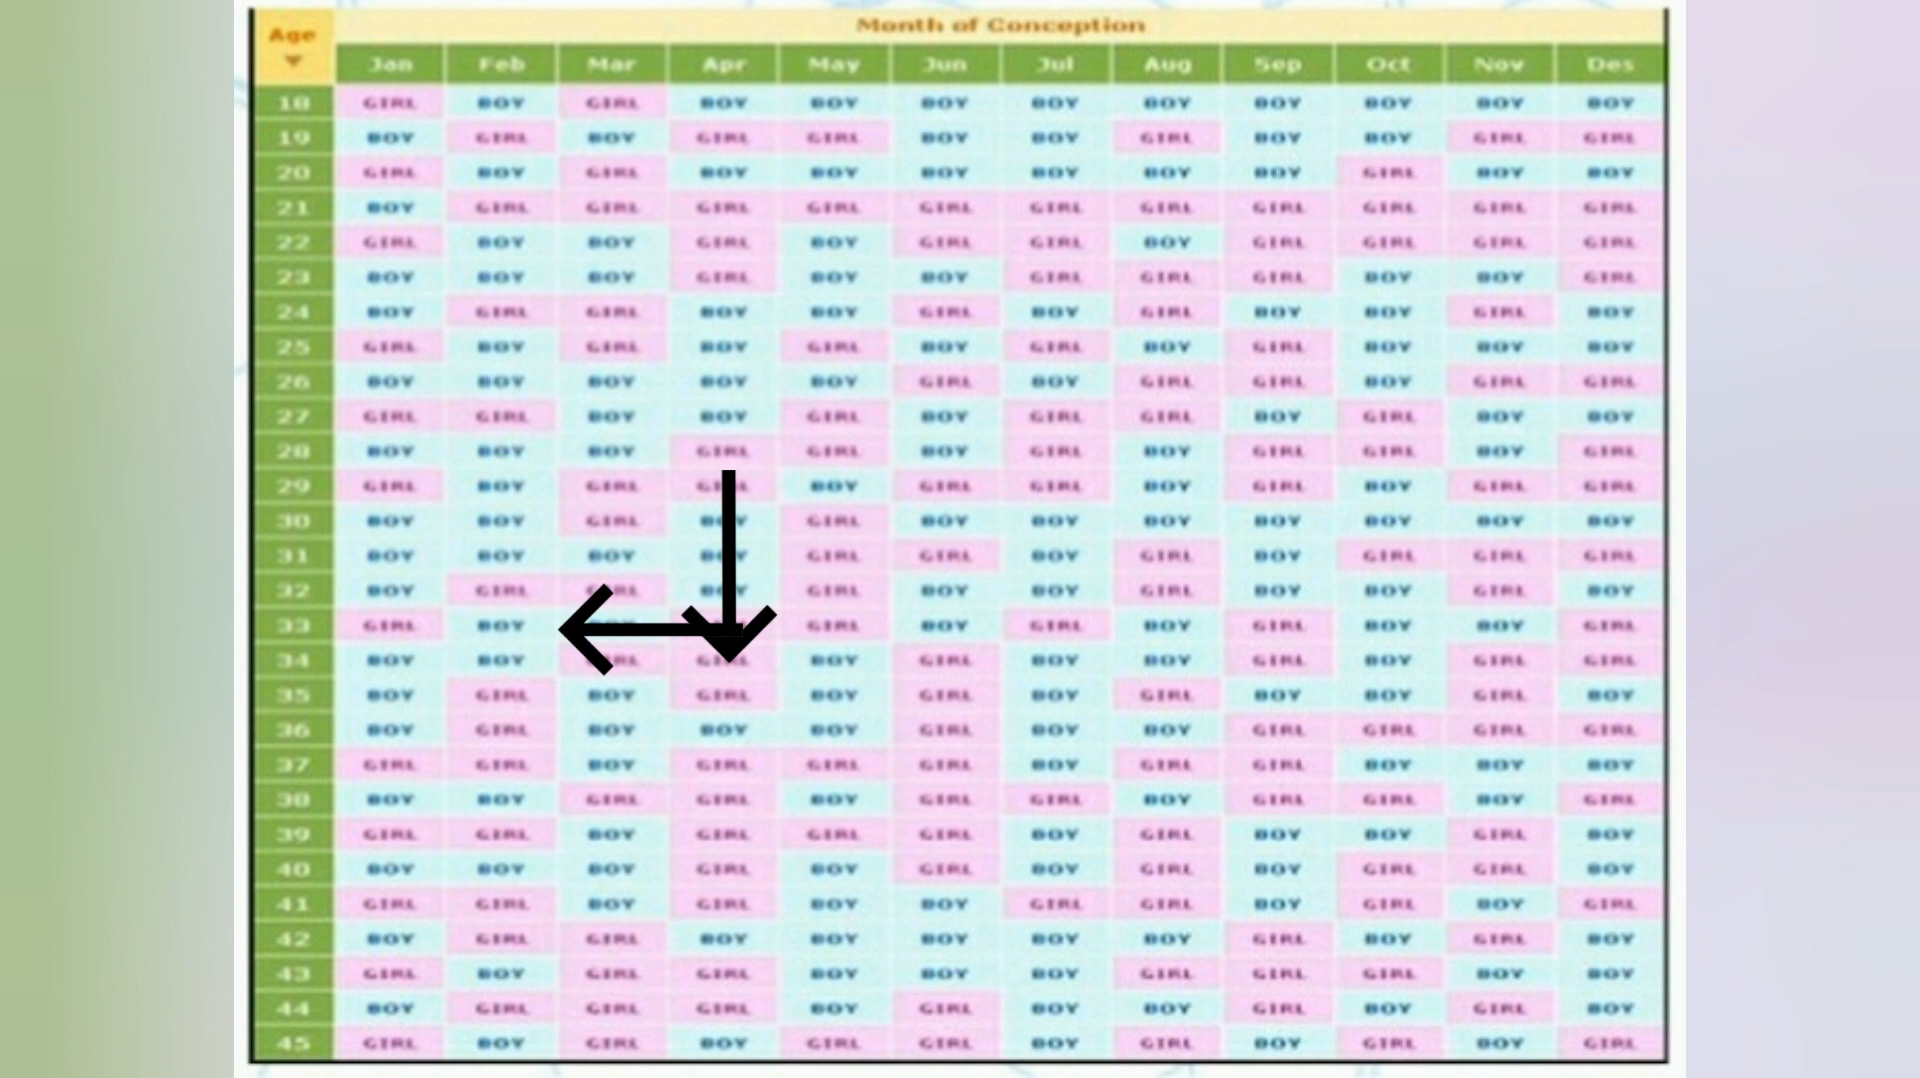 Month of Conception
Age Jan Feb Mar Apr May Jun Jul Aug Sep Oct Nov Des
18 GIRL BOY GIRL BOY BOY BOY BOY BOY BOY BOY BOY BOY
19 BOY GIRL BOY GIRL GIRL BOY BOY GIRL BOY BOY GIRL GIRL
20 GIRL BOY GIRL BOY BOY BOY BOY BOY BOY GIRL BOY BOY
21 BOY GIRL GIRL GIRL GIRL GIRL GIRL GIRL GIRL GIRL GIRL GIRL
22 GIRL BOY BOY GIRL BOY GIRL GIRL BOY GIRL GIRL GIRL GIRL
23 BOY BOY BOY GIRL BOY BOY GIRL GIRL GIRL BOY BOY GIRL
24 BOY GIRL GIRL BOY BOY GIRL BOY GIRL BOY BOY GIRL BOY
25 GIRL BOY GIRL BOY GIRL BOY GIRL BOY GIRL BOY BOY BOY
26 BOY BOY BOY BOY BOY GIRL BOY GIRL GIRL BOY GIRL GIRL
27 GIRL GIRL BOY BOY GIRL BOY GIRL GIRL BOY GIRL BOY BOY
28 BOY BOY BOY GIRL GIRL BOY GIRL BOY GIRL GIRL BOY GIRL
29 GIRL BOY GIRL GIRL BOY GIRL GIRL BOY GIRL BOY GIRL GIRL
30 BOY BOY GIRL BOY GIRL BOY BOY BOY BOY BOY BOY BOY
31 BOY BOY BOY BOY GIRL GIRL BOY GIRL BOY GIRL GIRL GIRL
32 BOY GIRL GIRL BOY GIRL BOY BOY GIRL BOY BOY GIRL BOY
33 GIRL BOY GIRL BOY GIRL BOY GIRL BOY BOY GIRL
34 BOY BOY GIRL GIRL BOY GIRL BOY BOY GIRL BOY GIRL GIRL
35 BOY GIRL BOY GIRL BOY GIRL BOY GIRL BOY BOY GIRL BOY
36 BOY GIRL BOY BOY BOY GIRL BOY BOY GIRL GIRL GIRL GIRL
37 GIRL GIRL BOY GIRL GIRL GIRL BOY GIRL GIRL BOY BOY BOY
38 BOY BOY GIRL GIRL BOY GIRL GIRL BOY GIRL GIRL BOY GIRL
39 GIRL GIRL BOY GIRL GIRL GIRL BOY GIRL BOY BOY GIRL BOY
40 BOY BOY BOY GIRL BOY GIRL BOY GIRL BOY GIRL GIRL BOY
41 GIRL GIRL BOY GIRL BOY BOY GIRL GIRL BOY GIRL BOY GIRL
42 BOY GIRL GIRL BOY BOY BOY BOY BOY GIRL BOY GIRL BOY
43 GIRL BOY GIRL GIRL BOY BOY BOY GIRL GIRL GIRL BOY BOY
44 BOY GIRL GIRL GIRL BOY GIRL BOY BOY GIRL BOY GIRL BOY
45 GIRL BOY GIRL BOY GIRL GIRL BOY GIRL BOY GIRL BOY GIRL